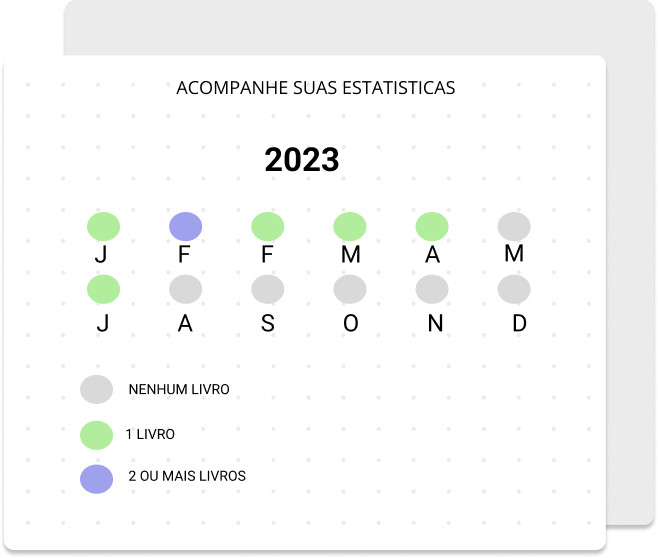 ACOMPANHE SUAS ESTATISTICAS
2023
J F F M A M
J A S O N D
NENHUM LIVRO
1 LIVRO
2 OU MAIS LIVROS